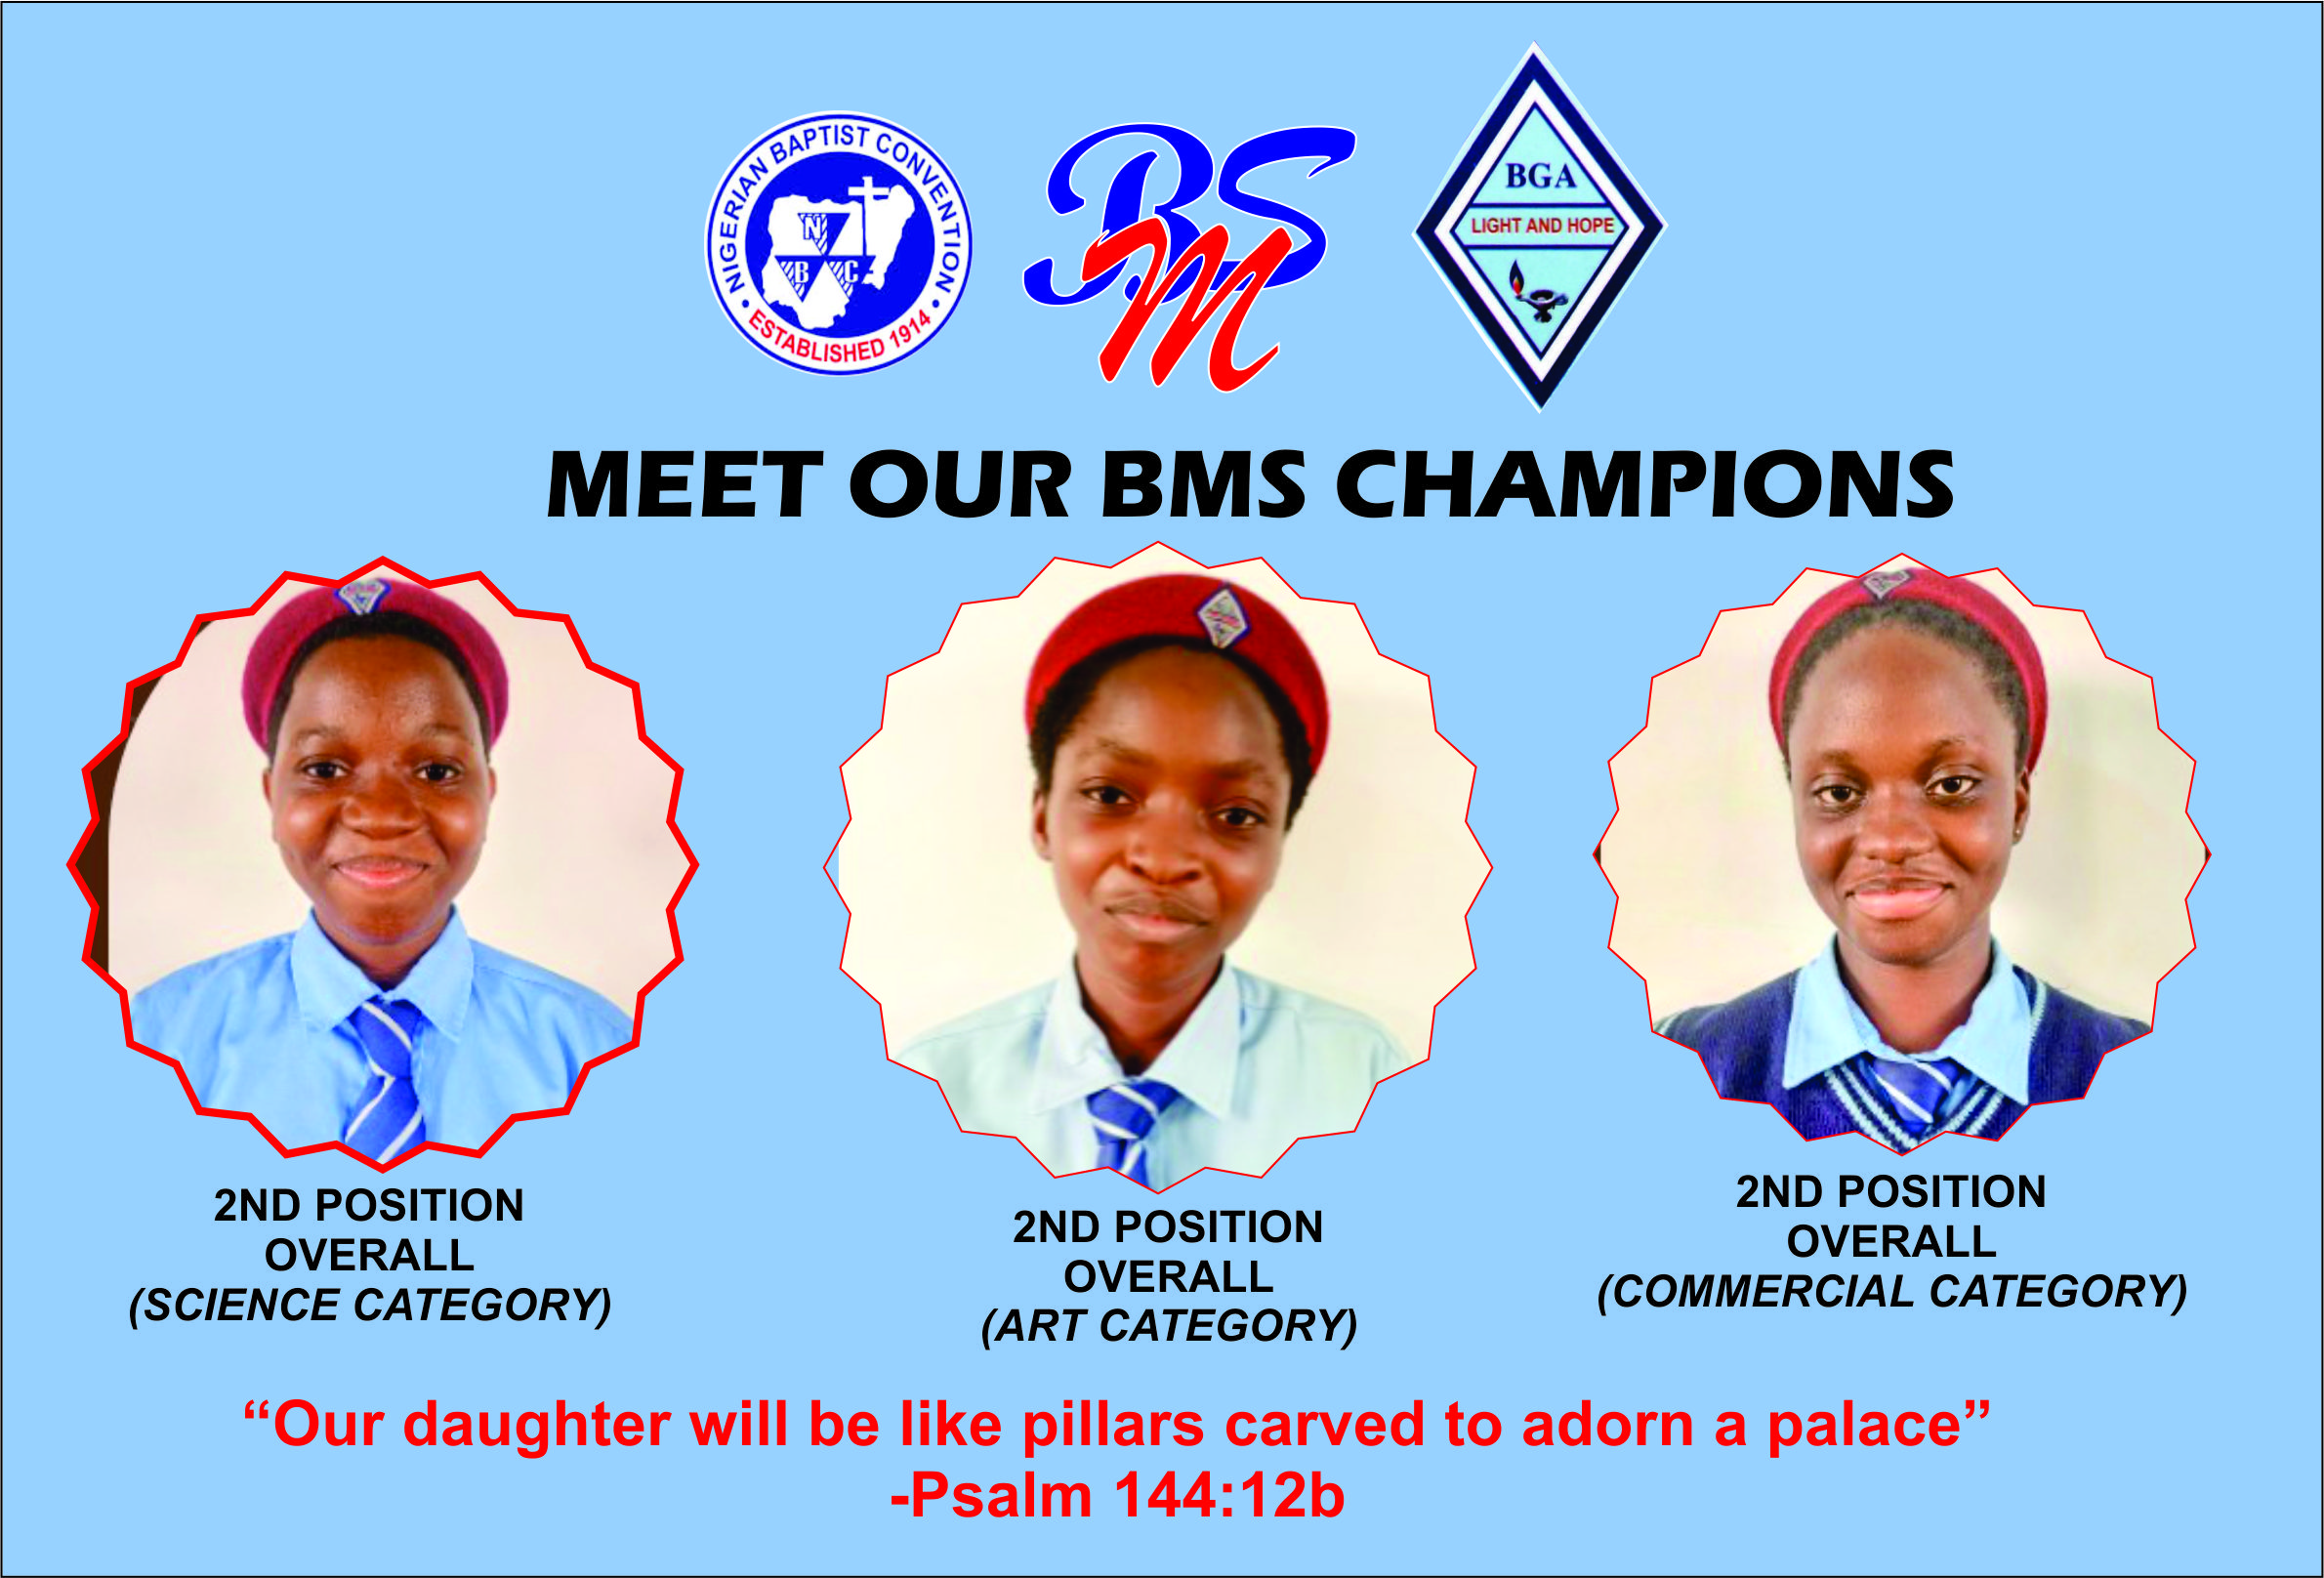 NIGERIAN BAPTIST CONVENTION
• ESTABLISHED 1914 •
N
B C
BMS
BGA
LIGHT AND HOPE
MEET OUR BMS CHAMPIONS
2ND POSITION
OVERALL
(SCIENCE CATEGORY)
2ND POSITION
OVERALL
(ART CATEGORY)
2ND POSITION
OVERALL
(COMMERCIAL CATEGORY)
“Our daughter will be like pillars carved to adorn a palace”
-Psalm 144:12b